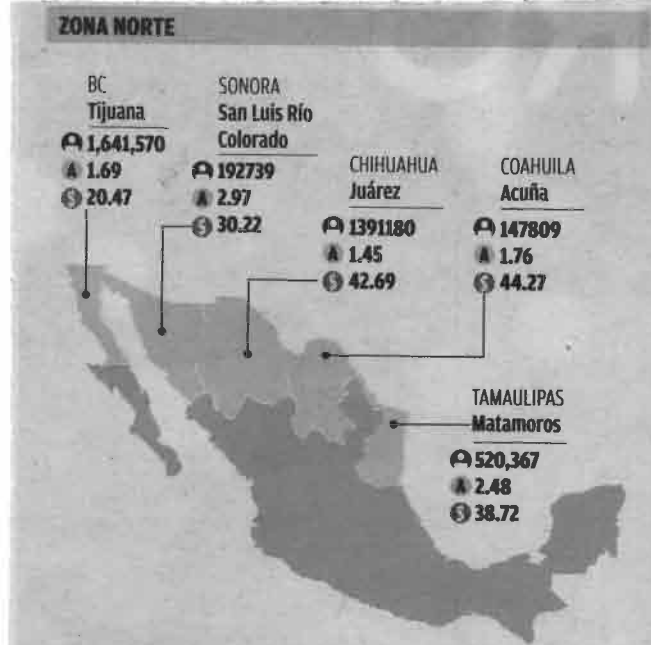 ZONA NORTE
BC
Tijuana
1,641,570
A 1.69
$ 20.47
SONORA
San Luis Río
Colorado
192739
A 2.97
$ 30.22
CHIHUAHUA
Juárez
1391180
A 1.45
$ 42.69
COAHUILA
Acuña
147809
A 1.76
$ 44.27
TAMAULIPAS
Matamoros
520,367
A 2.48
$ 38.72